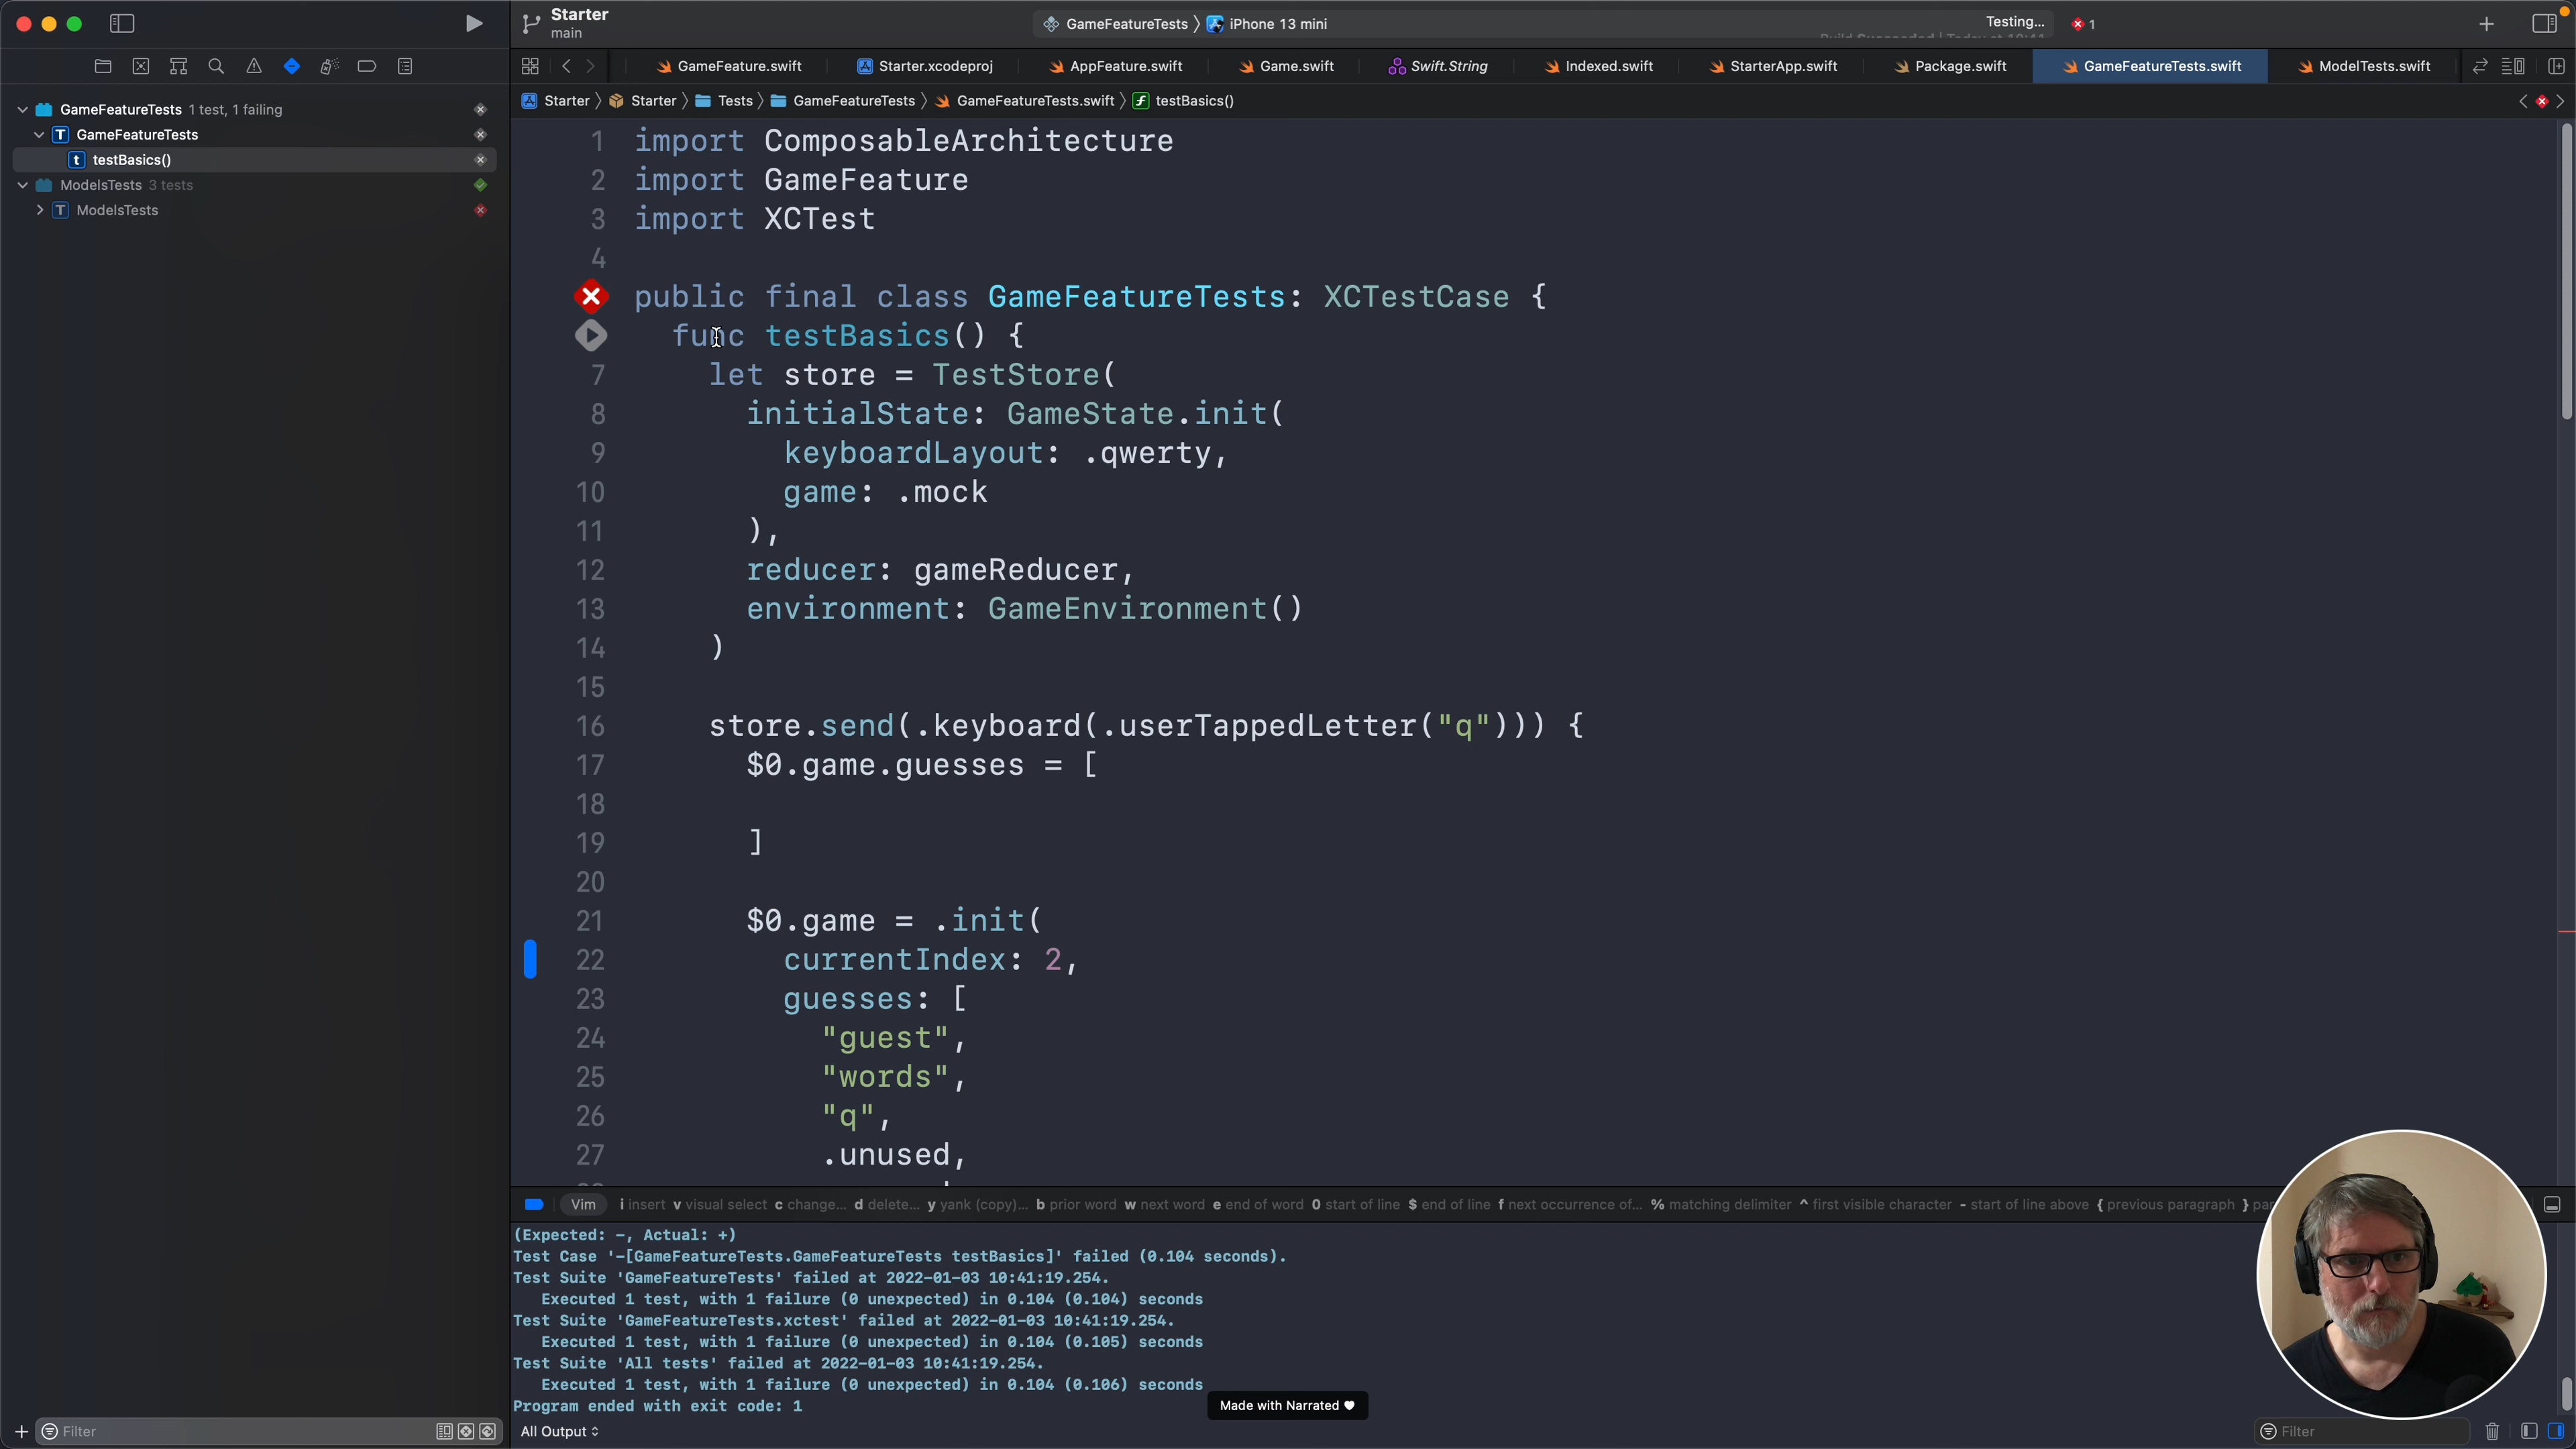 Starter
main
GameFeatureTests
iPhone 13 mini
Testing...
1
GameFeature.swift
Starter.xcodeproj
AppFeature.swift
Game.swift
Swift.String
Indexed.swift
StarterApp.swift
Package.swift
GameFeatureTests.swift
ModelTests.swift
Starter
Starter
Tests
GameFeatureTests
GameFeatureTests.swift
testBasics()
GameFeatureTests 1 test, 1 failing
T GameFeatureTests
t testBasics()
ModelsTests 3 tests
T ModelsTests
1 import ComposableArchitecture
2 import GameFeature
3 import XCTest
4
public final class GameFeatureTests: XCTestCase {
func testBasics() {
7 let store = TestStore(
8 initialState: GameState.init(
9 keyboardLayout: .qwerty,
10 game: .mock
11 ),
12 reducer: gameReducer,
13 environment: GameEnvironment()
14 )
15
16 store.send(.keyboard(.userTappedLetter("q"))) {
17 $0.game.guesses = [
18
19 ]
20
21 $0.game = .init(
22 currentIndex: 2,
23 guesses: [
24 "guest",
25 "words",
26 "q",
27 .unused,
Vim i insert v visual select c change... d delete... y yank (copy)... b prior word w next word e end of word 0 start of line $ end of line f next occurrence of... % matching delimiter ^ first visible character - start of line above { previous paragraph }
(Expected: −, Actual: +)
Test Case '-[GameFeatureTests.GameFeatureTests testBasics]' failed (0.104 seconds).
Test Suite 'GameFeatureTests' failed at 2022-01-03 10:41:19.254.
Executed 1 test, with 1 failure (0 unexpected) in 0.104 (0.104) seconds
Test Suite 'GameFeatureTests.xctest' failed at 2022-01-03 10:41:19.254.
Executed 1 test, with 1 failure (0 unexpected) in 0.104 (0.105) seconds
Test Suite 'All tests' failed at 2022-01-03 10:41:19.254.
Executed 1 test, with 1 failure (0 unexpected) in 0.104 (0.106) seconds
Program ended with exit code: 1
Made with Narrated
Filter
All Output
Filter